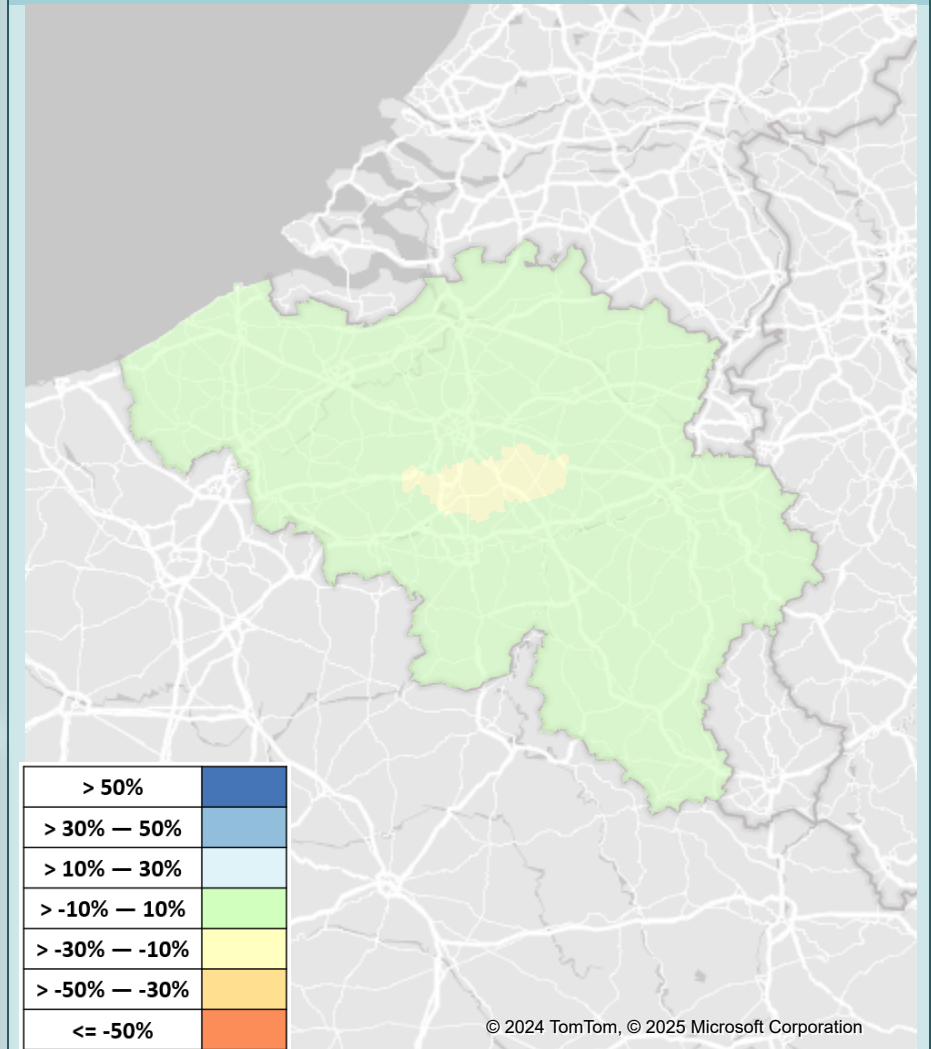 > 50%
> 30% — 50%
> 10% — 30%
> -10% — 10%
> -30% — -10%
> -50% — -30%
<= -50%
© 2024 TomTom, © 2025 Microsoft Corporation